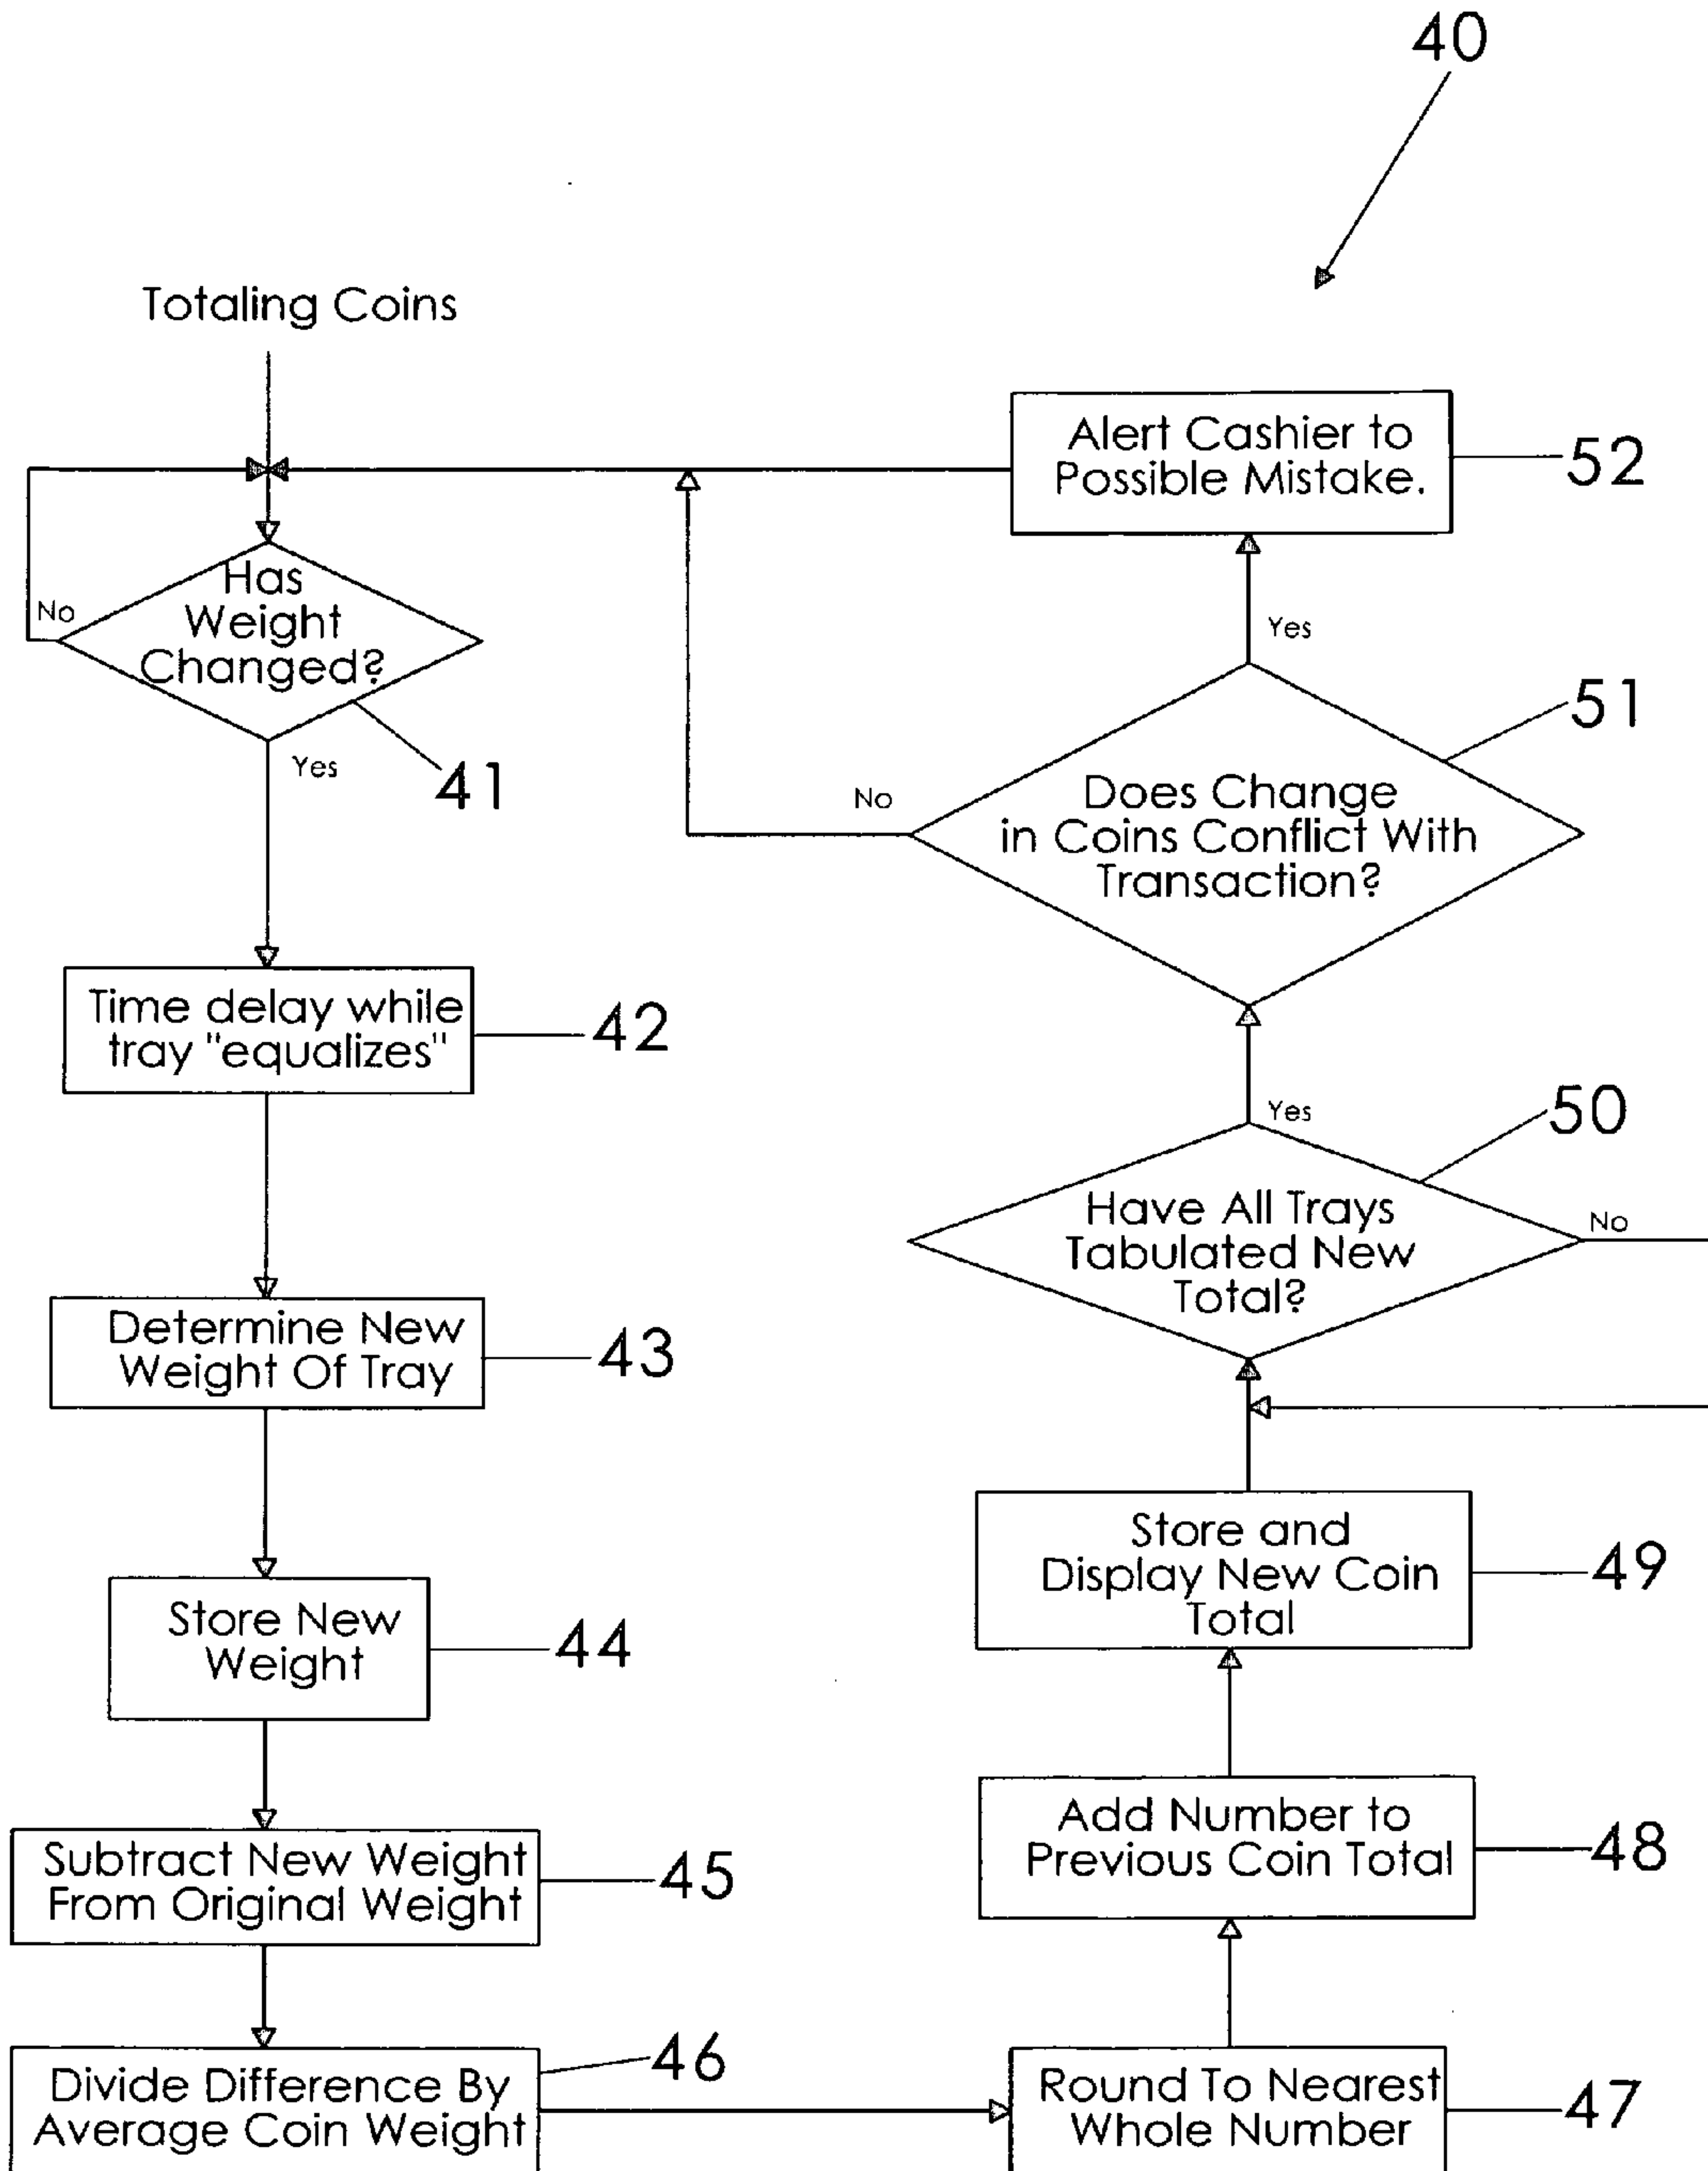 40
Totaling Coins
Has
Weight
Changed?
No
Yes
41
Time delay while
tray "equalizes"
42
Determine New
Weight Of Tray
43
Store New
Weight
44
Subtract New Weight
From Original Weight
45
Divide Difference By
Average Coin Weight
46
Round To Nearest
Whole Number
47
Add Number to
Previous Coin Total
48
Store and
Display New Coin
Total
49
Have All Trays
Tabulated New
Total?
No
Yes
50
Does Change
in Coins Conflict With
Transaction?
No
Yes
51
Alert Cashier to
Possible Mistake.
52